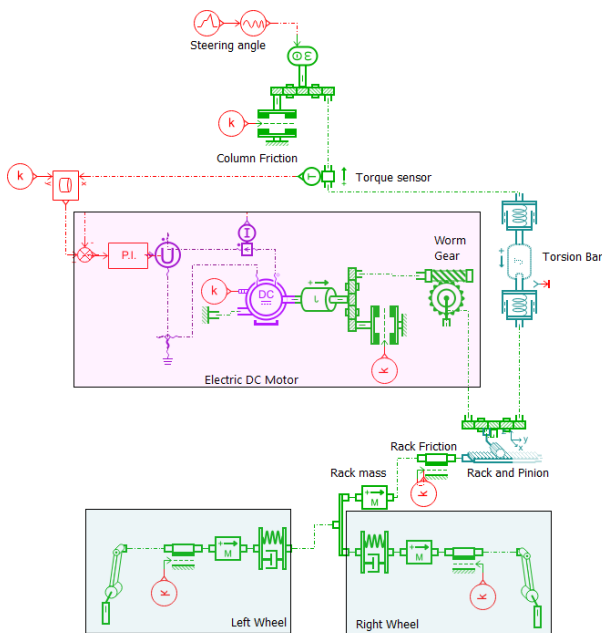 Steering angle
k
Column Friction
k
Torque sensor
x
y
P.I.
U
I
T
Worm
Gear
Torsion Bar
k
DC
k
Electric DC Motor
y
x
Rack Friction
Rack mass
Rack and Pinion
M
k
M
k
Left Wheel
M
k
Right Wheel